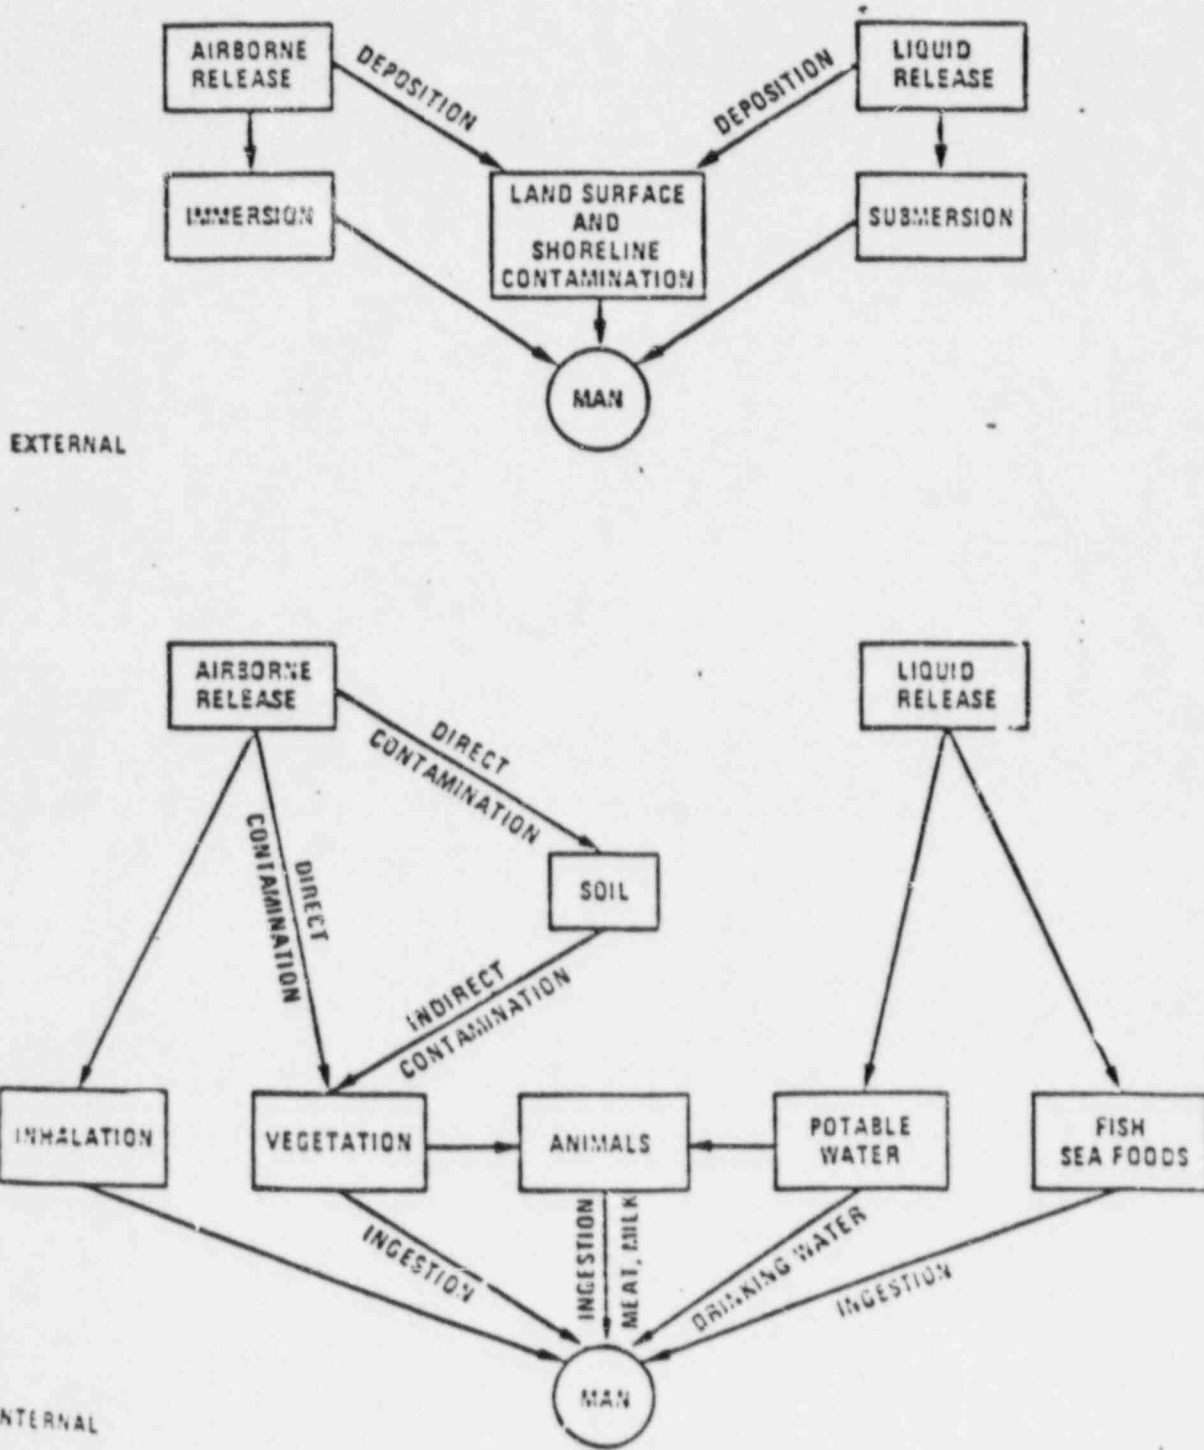 AIRBORNE
RELEASE
DEPOSITION
DEPOSITION
LIQUID
RELEASE
IMMERSION
LAND SURFACE
AND
SHORELINE
CONTAMINATION
SUBMERSION
MAN
EXTERNAL
AIRBORNE
RELEASE
LIQUID
RELEASE
DIRECT
CONTAMINATION
DIRECT
CONTAMINATION
SOIL
INDIRECT
CONTAMINATION
INHALATION
VEGETATION
ANIMALS
POTABLE
WATER
FISH
SEA FOODS
INGESTION
INGESTION
MEAT, MILK
DRINKING WATER
INGESTION
MAN
NTERNAL